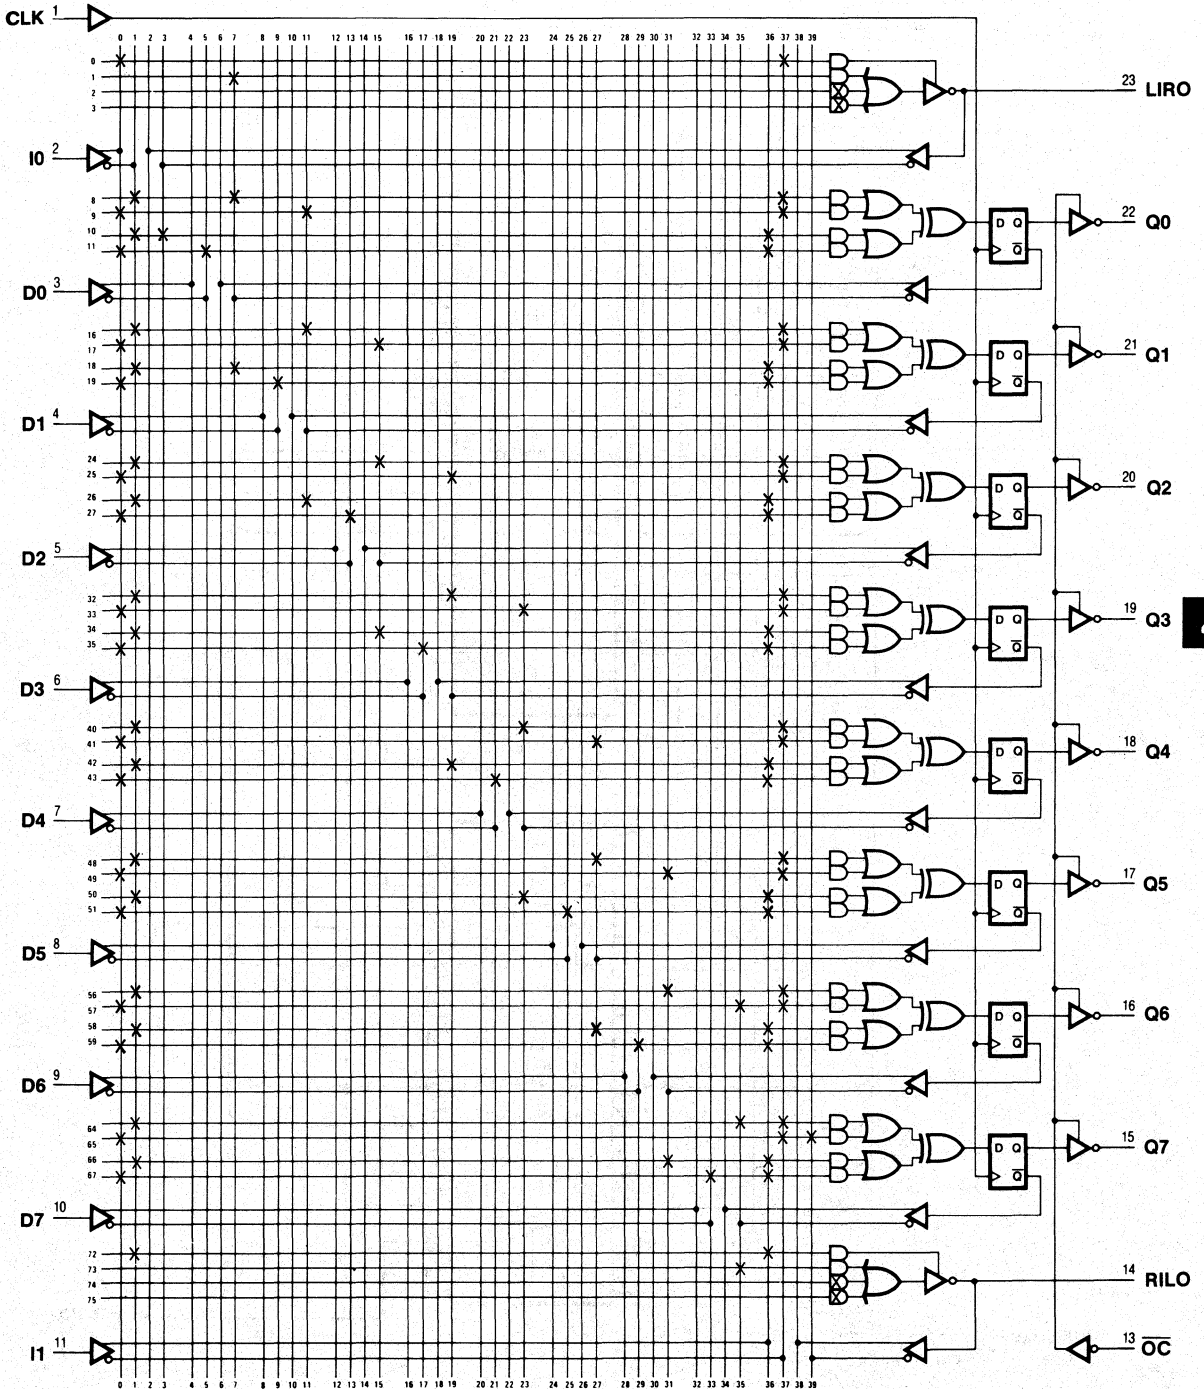 CLK 1
0 1 2 3 4 5 6 7 8 9 10 11 12 13 14 15 16 17 18 19 20 21 22 23 24 25 26 27 28 29 30 31 32 33 34 35 36 37 38 39
0
1
2
3
23 LIRO
I0 2
8
9
10
11
D Q
Q
22 Q0
D0 3
16
17
18
19
D Q
Q
21 Q1
D1 4
24
25
26
27
D Q
Q
20 Q2
D2 5
32
33
34
35
D Q
Q
19 Q3
D3 6
40
41
42
43
D Q
Q
18 Q4
D4 7
48
49
50
51
D Q
Q
17 Q5
D5 8
56
57
58
59
D Q
Q
16 Q6
D6 9
64
65
66
67
D Q
Q
15 Q7
D7 10
72
73
74
75
14 RILO
I1 11
13 OC
0 1 2 3 4 5 6 7 8 9 10 11 12 13 14 15 16 17 18 19 20 21 22 23 24 25 26 27 28 29 30 31 32 33 34 35 36 37 38 39